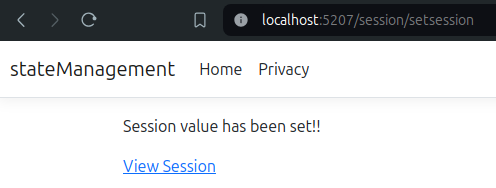 localhost:5207/session/setsession
stateManagement Home Privacy
Session value has been set!!
View Session